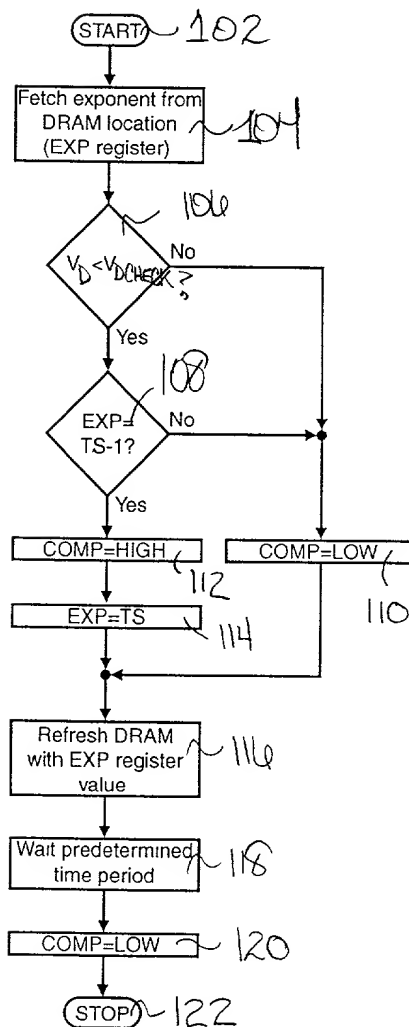 START 102
Fetch exponent from
DRAM location
(EXP register) 104
106
V_D < V_DCHECK?
No
Yes
108
EXP=
TS-1?
No
Yes
COMP=HIGH
COMP=LOW
112
110
EXP=TS
114
Refresh DRAM
with EXP register
value
116
Wait predetermined
time period
118
COMP=LOW 120
STOP 122